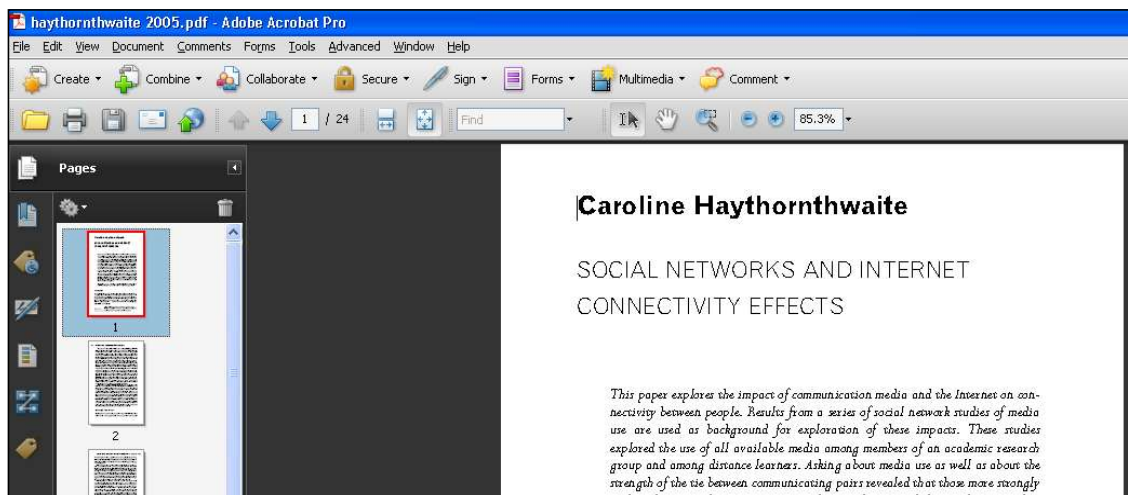 haythornthwaite 2005.pdf - Adobe Acrobat Pro
File Edit View Document Comments Forms Tools Advanced Window Help
Create Combine Collaborate Secure Sign Forms Multimedia Comment
1 / 24 Find 85.3%
Pages
1
2
Caroline Haythornthwaite
SOCIAL NETWORKS AND INTERNET
CONNECTIVITY EFFECTS
This paper explores the impact of communication media and the Internet on con-
nectivity between people. Results from a series of social network studies of media
use are used as background for exploration of these impacts. These studies
explored the use of all available media among members of an academic research
group and among distance learners. Asking about media use as well as about the
strength of the tie between communicating pairs revealed that those more strongly